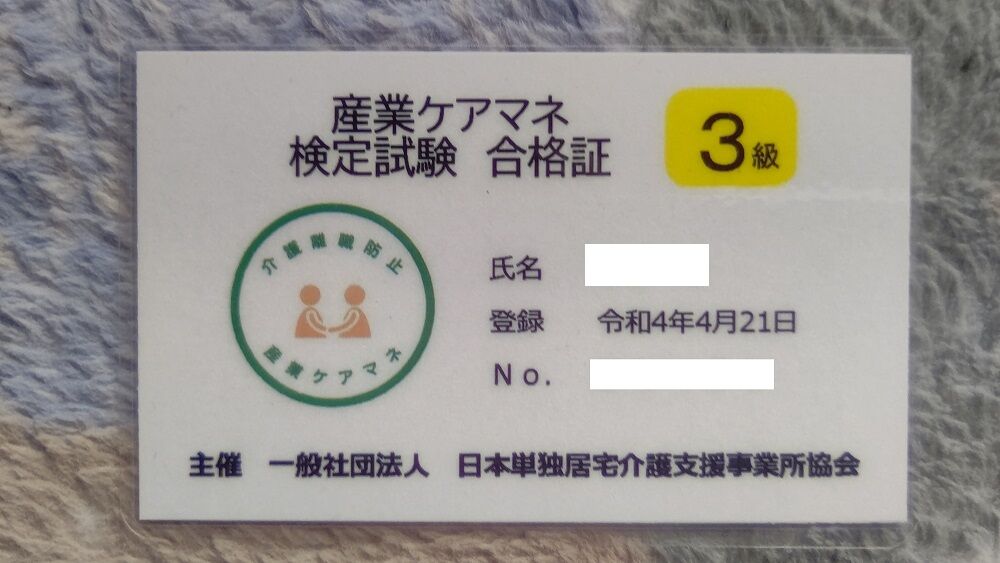 産業ケアマネ
検定試験 合格証
3級
介護離職防止
産業ケアマネ
氏名
登録 令和4年4月21日
No.
主催 一般社団法人 日本単独居宅介護支援事業所協会